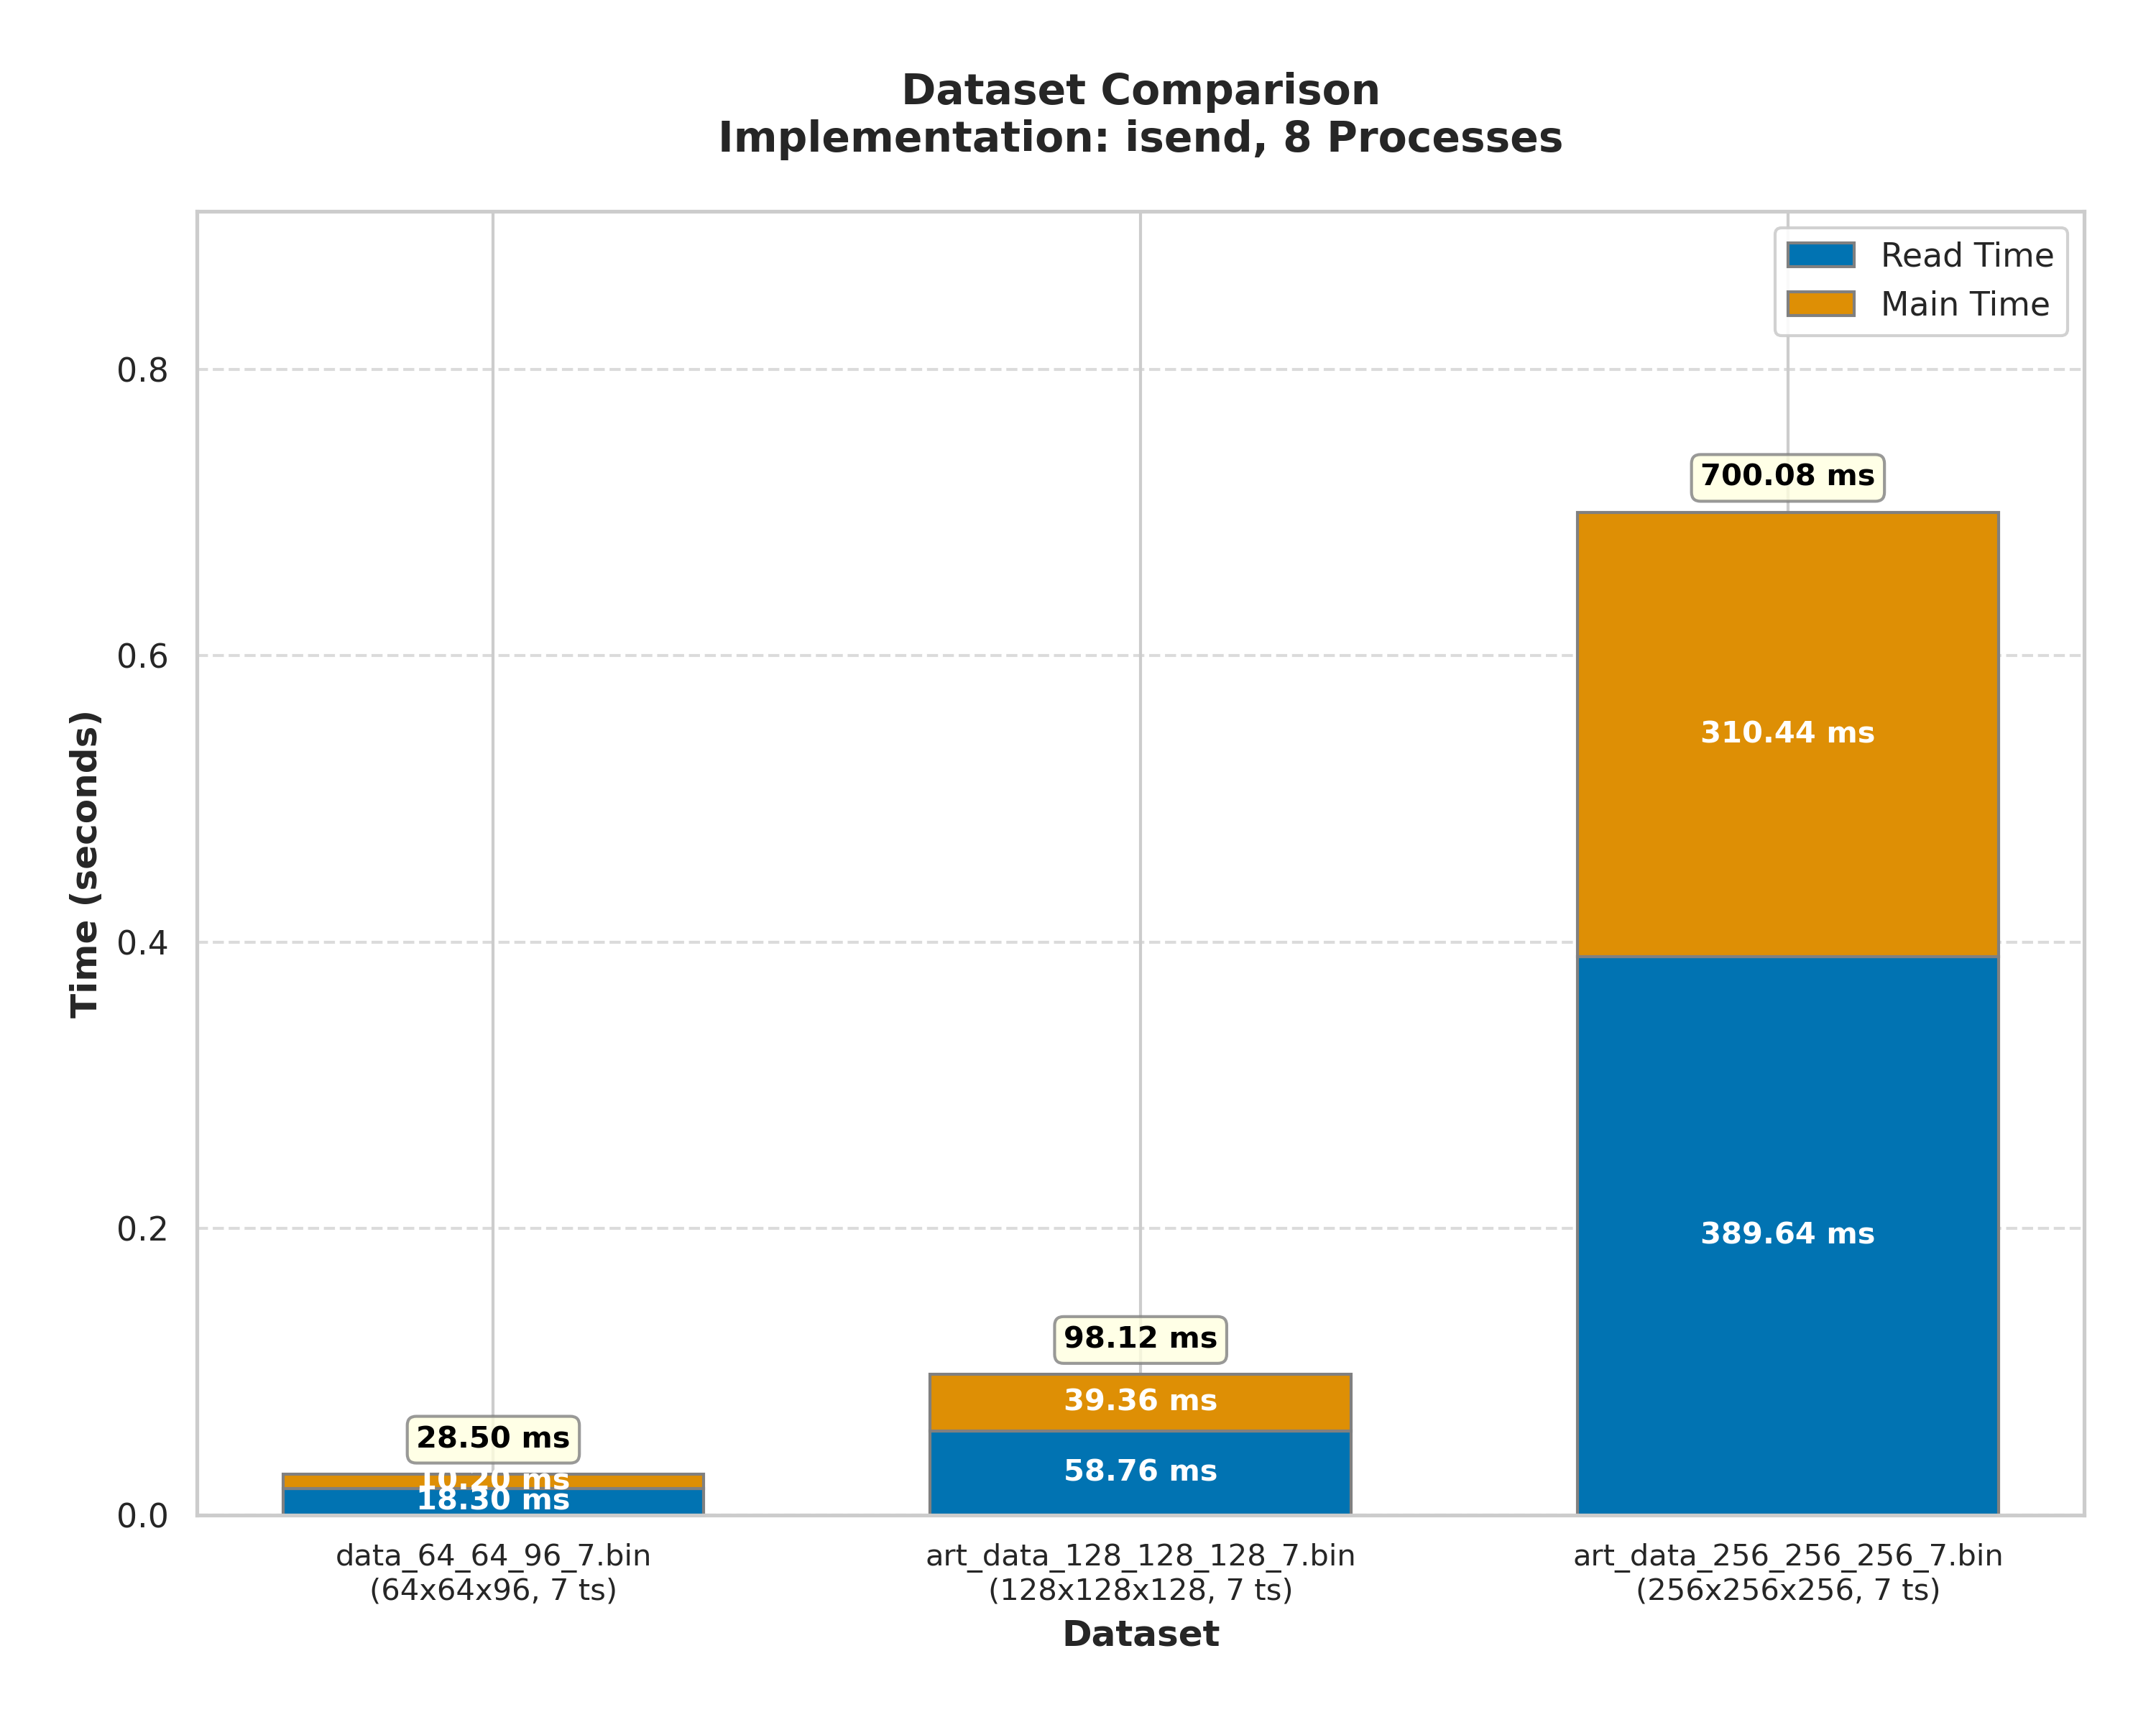 Dataset Comparison
Implementation: isend, 8 Processes
Read Time
Main Time
Time (seconds)
0.8
0.6
0.4
0.2
0.0
700.08 ms
310.44 ms
389.64 ms
98.12 ms
39.36 ms
58.76 ms
28.50 ms
10.20 ms
18.30 ms
data_64_64_96_7.bin
(64x64x96, 7 ts)
art_data_128_128_128_7.bin
(128x128x128, 7 ts)
art_data_256_256_256_7.bin
(256x256x256, 7 ts)
Dataset